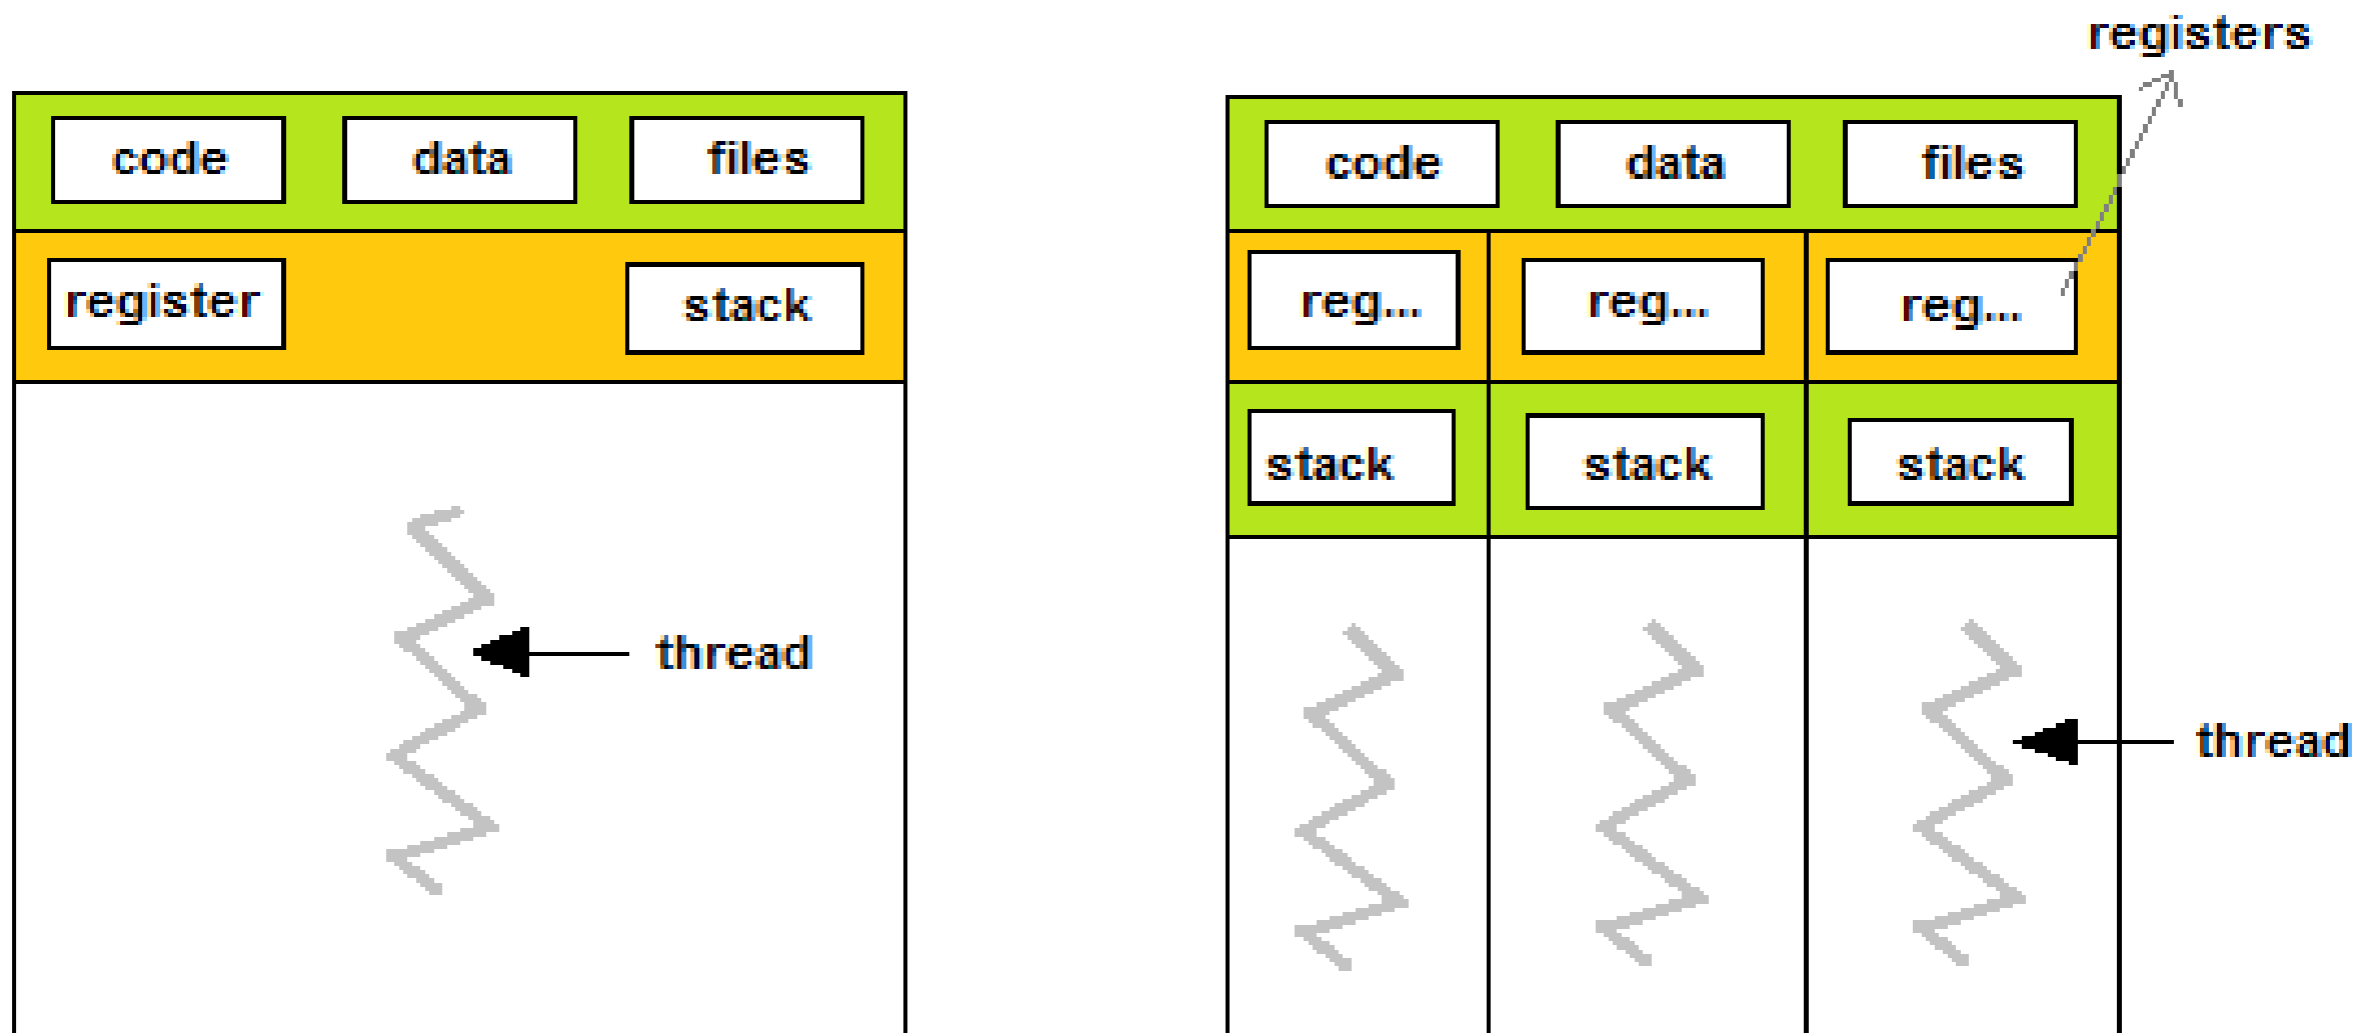 code data files
register stack
thread
registers
code data files
reg... reg... reg...
stack stack stack
thread